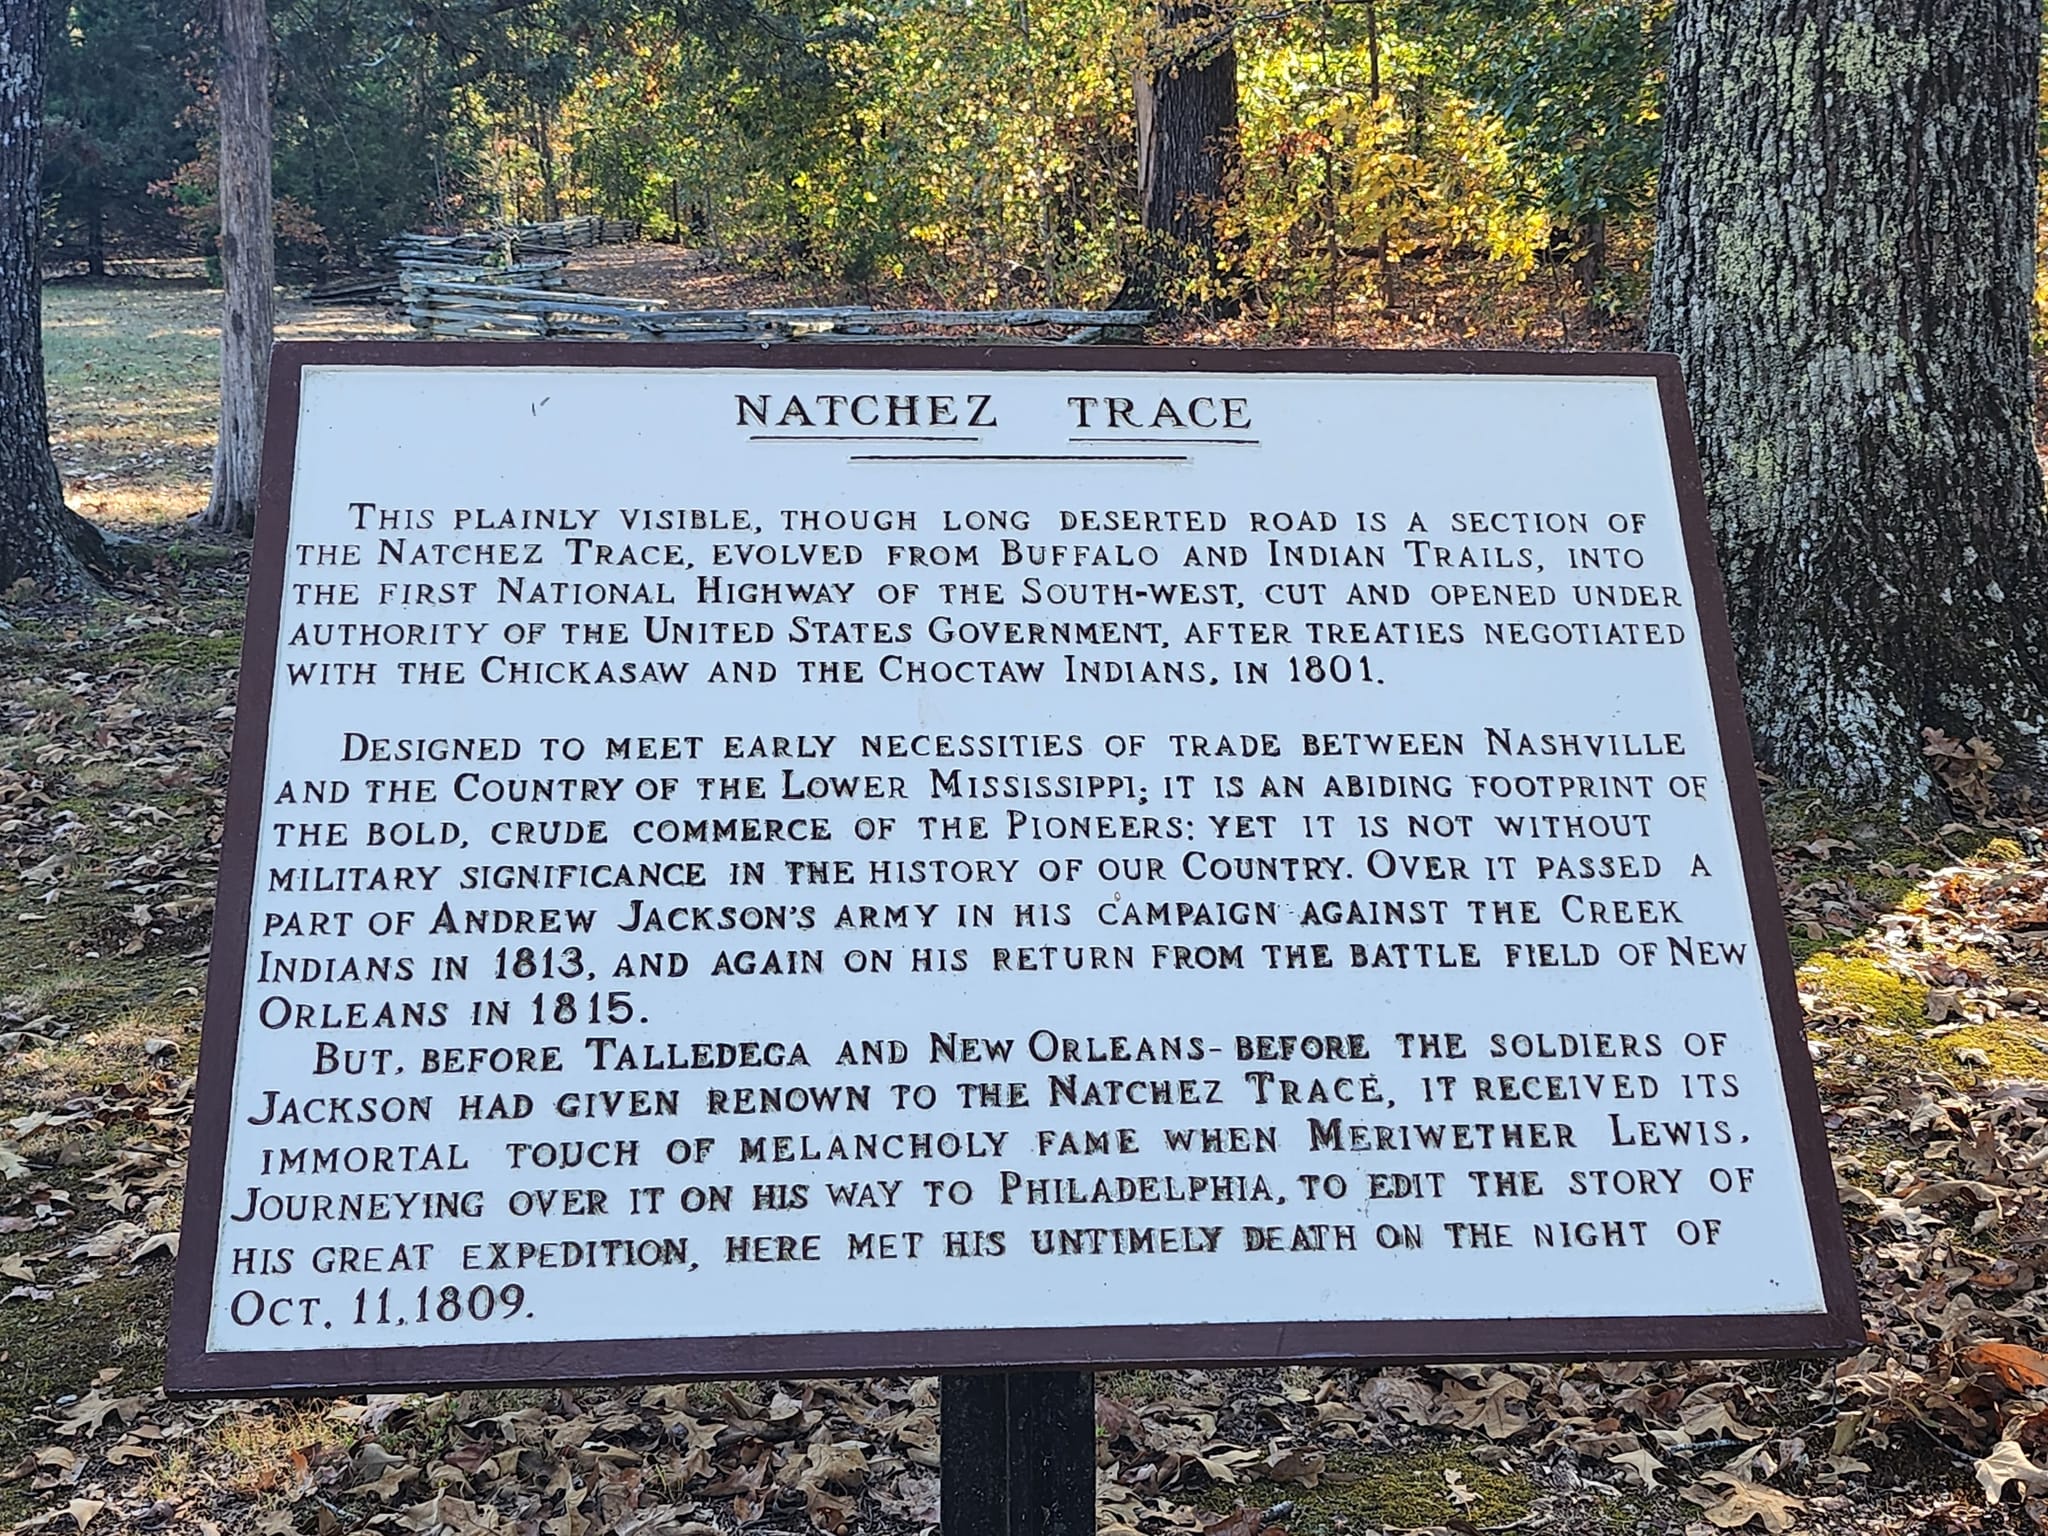 NATCHEZ TRACE
THIS PLAINLY VISIBLE, THOUGH LONG DESERTED ROAD IS A SECTION OF
THE NATCHEZ TRACE, EVOLVED FROM BUFFALO AND INDIAN TRAILS, INTO
THE FIRST NATIONAL HIGHWAY OF THE SOUTH-WEST, CUT AND OPENED UNDER
AUTHORITY OF THE UNITED STATES GOVERNMENT, AFTER TREATIES NEGOTIATED
WITH THE CHICKASAW AND THE CHOCTAW INDIANS, IN 1801.
DESIGNED TO MEET EARLY NECESSITIES OF TRADE BETWEEN NASHVILLE
AND THE COUNTRY OF THE LOWER MISSISSIPPI; IT IS AN ABIDING FOOTPRINT OF
THE BOLD, CRUDE COMMERCE OF THE PIONEERS: YET IT IS NOT WITHOUT
MILITARY SIGNIFICANCE IN THE HISTORY OF OUR COUNTRY. OVER IT PASSED A
PART OF ANDREW JACKSON'S ARMY IN HIS CAMPAIGN AGAINST THE CREEK
INDIANS IN 1813, AND AGAIN ON HIS RETURN FROM THE BATTLE FIELD OF NEW
ORLEANS IN 1815.
BUT, BEFORE TALLEDEGA AND NEW ORLEANS- BEFORE THE SOLDIERS OF
JACKSON HAD GIVEN RENOWN TO THE NATCHEZ TRACE, IT RECEIVED ITS
IMMORTAL TOUCH OF MELANCHOLY FAME WHEN MERIWETHER LEWIS,
JOURNEYING OVER IT ON HIS WAY TO PHILADELPHIA, TO EDIT THE STORY OF
HIS GREAT EXPEDITION, HERE MET HIS UNTIMELY DEATH ON THE NIGHT OF
OCT. 11, 1809.